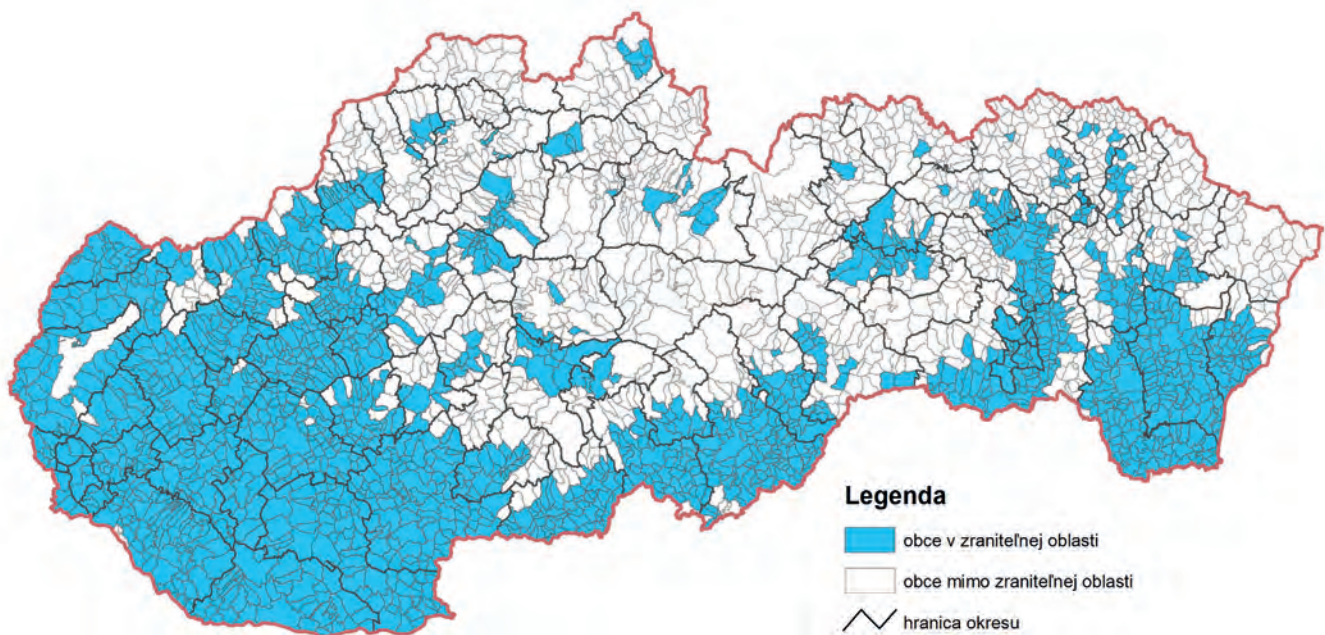 Legenda
obce v zraniteľnej oblasti
obce mimo zraniteľnej oblasti
hranica okresu